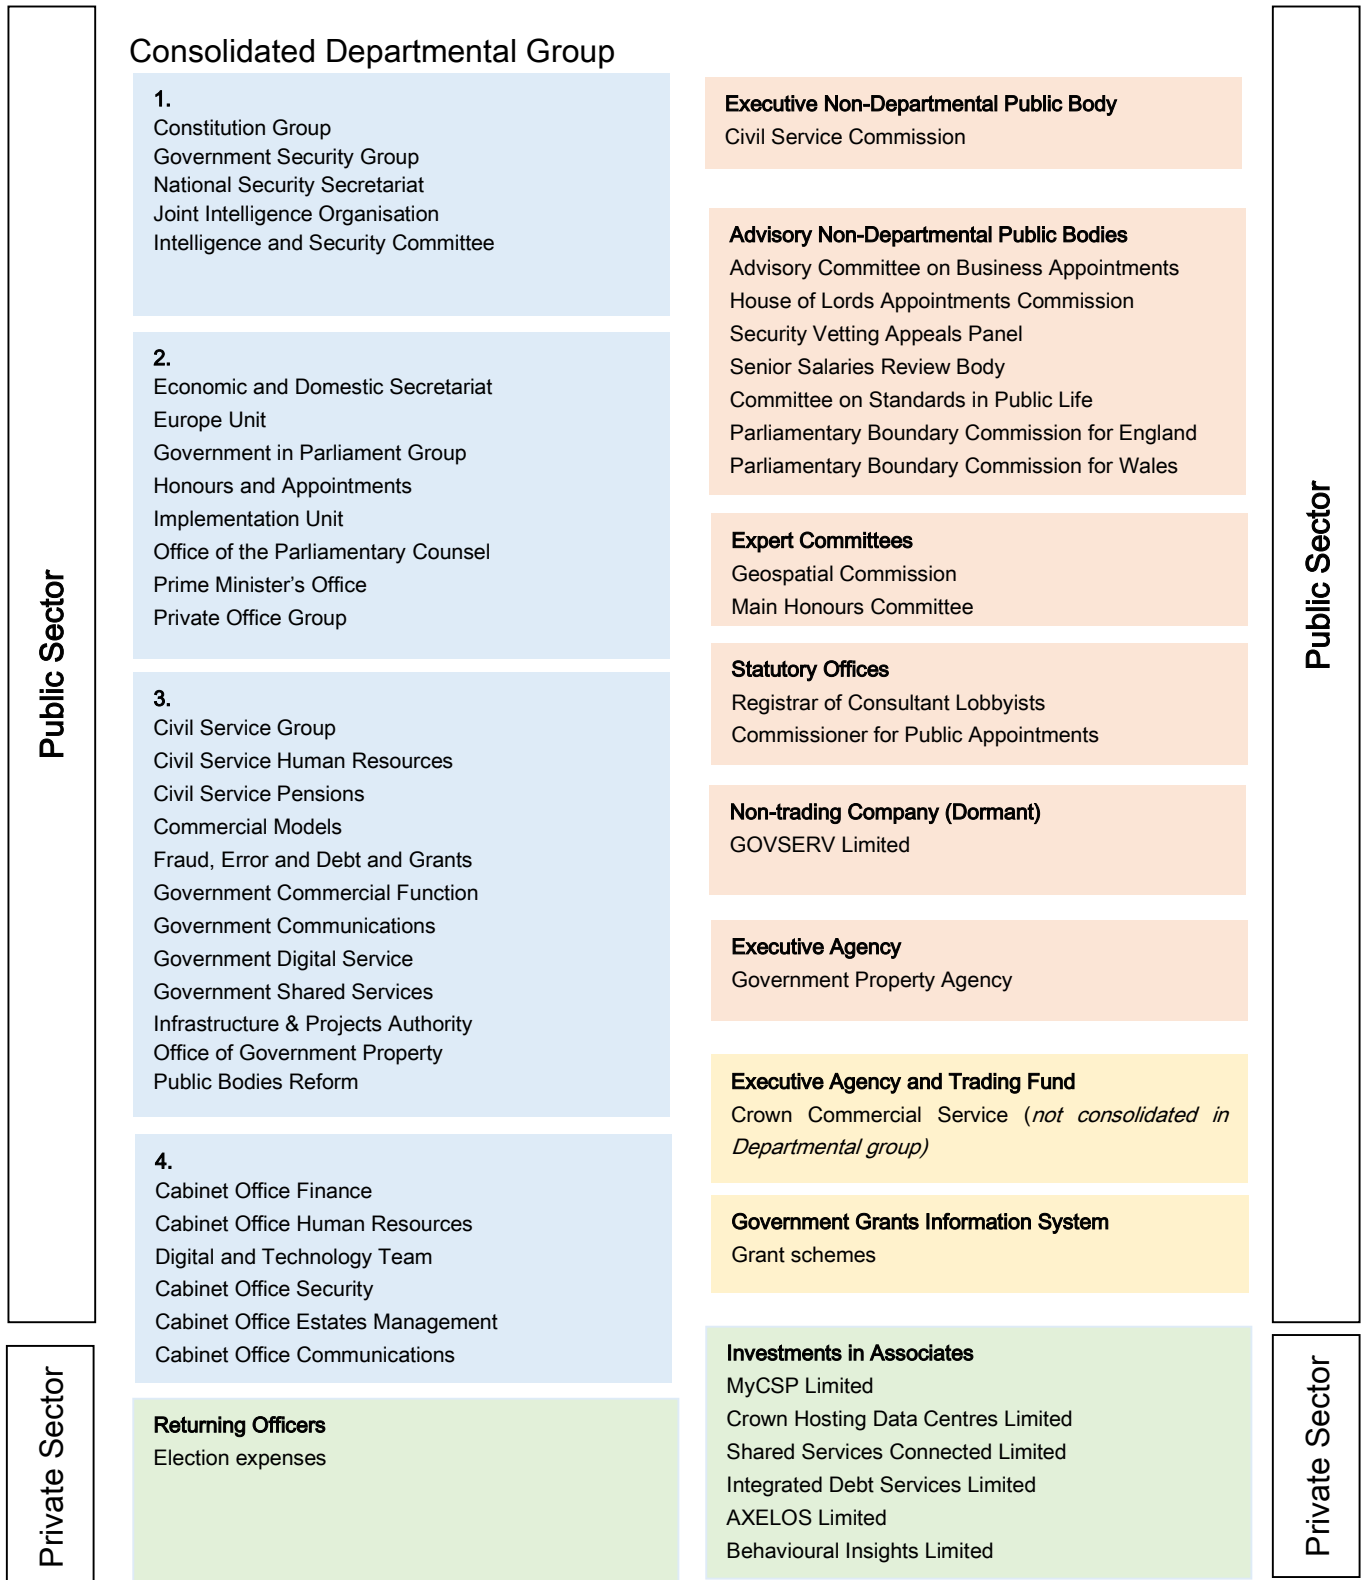 Consolidated Departmental Group
Public Sector
1.
Constitution Group
Government Security Group
National Security Secretariat
Joint Intelligence Organisation
Intelligence and Security Committee
2.
Economic and Domestic Secretariat
Europe Unit
Government in Parliament Group
Honours and Appointments
Implementation Unit
Office of the Parliamentary Counsel
Prime Minister's Office
Private Office Group
3.
Civil Service Group
Civil Service Human Resources
Civil Service Pensions
Commercial Models
Fraud, Error and Debt and Grants
Government Commercial Function
Government Communications
Government Digital Service
Government Shared Services
Infrastructure & Projects Authority
Office of Government Property
Public Bodies Reform
4.
Cabinet Office Finance
Cabinet Office Human Resources
Digital and Technology Team
Cabinet Office Security
Cabinet Office Estates Management
Cabinet Office Communications
Private Sector
Returning Officers
Election expenses
Executive Non-Departmental Public Body
Civil Service Commission
Advisory Non-Departmental Public Bodies
Advisory Committee on Business Appointments
House of Lords Appointments Commission
Security Vetting Appeals Panel
Senior Salaries Review Body
Committee on Standards in Public Life
Parliamentary Boundary Commission for England
Parliamentary Boundary Commission for Wales
Expert Committees
Geospatial Commission
Main Honours Committee
Statutory Offices
Registrar of Consultant Lobbyists
Commissioner for Public Appointments
Non-trading Company (Dormant)
GOVSERV Limited
Executive Agency
Government Property Agency
Executive Agency and Trading Fund
Crown Commercial Service (not consolidated in
Departmental group)
Government Grants Information System
Grant schemes
Public Sector
Investments in Associates
MyCSP Limited
Crown Hosting Data Centres Limited
Shared Services Connected Limited
Integrated Debt Services Limited
AXELOS Limited
Behavioural Insights Limited
Private Sector